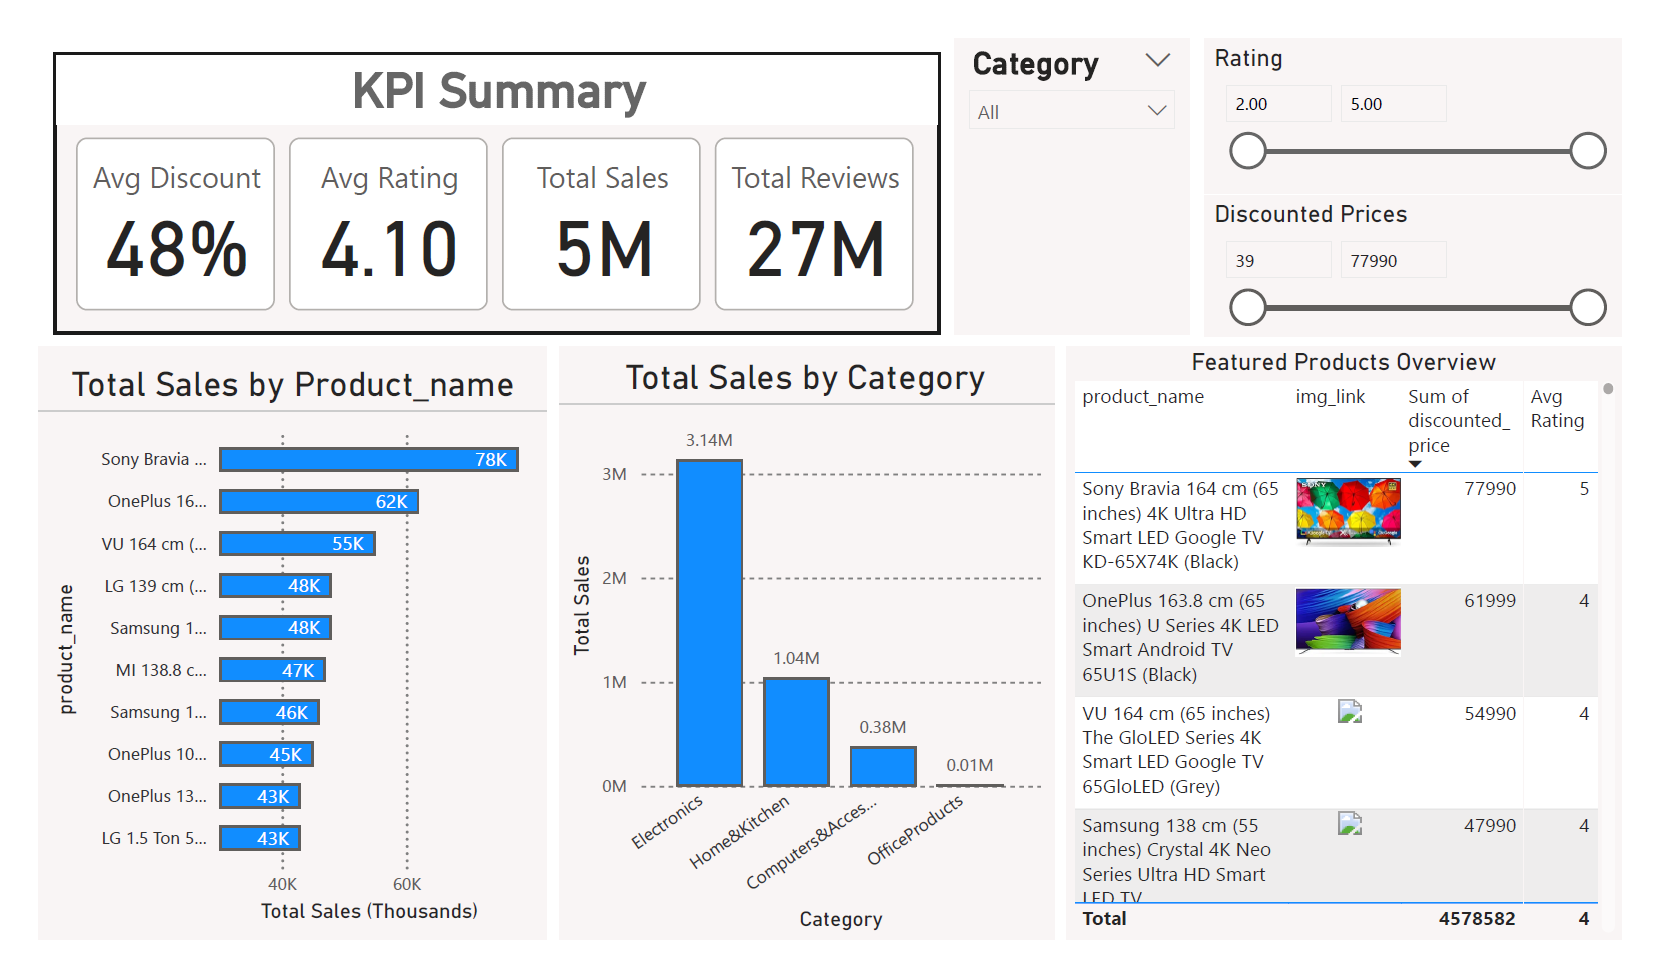 KPI Summary
Avg Discount
48%
Avg Rating
4.10
Total Sales
5M
Total Reviews
27M
Category
All
Rating
2.00
5.00
Discounted Prices
39
77990
Total Sales by Product_name
product_name
Sony Bravia ...
78K
OnePlus 16...
62K
VU 164 cm (...
55K
LG 139 cm (...
48K
Samsung 1...
48K
MI 138.8 c...
47K
Samsung 1...
46K
OnePlus 10...
45K
OnePlus 13...
43K
LG 1.5 Ton 5...
43K
40K
60K
Total Sales (Thousands)
Total Sales by Category
Total Sales
3M
2M
1M
0M
3.14M
1.04M
0.38M
0.01M
Electronics
Home&Kitchen
Computers&Acces...
OfficeProducts
Category
Featured Products Overview
product_name
img_link
Sum of
discounted_
price
Avg
Rating
Sony Bravia 164 cm (65
inches) 4K Ultra HD
Smart LED Google TV
KD-65X74K (Black)
SONY
77990
5
OnePlus 163.8 cm (65
inches) U Series 4K LED
Smart Android TV
65U1S (Black)
61999
4
VU 164 cm (65 inches)
The GloLED Series 4K
Smart LED Google TV
65GloLED (Grey)
54990
4
Samsung 138 cm (55
inches) Crystal 4K Neo
Series Ultra HD Smart
LED TV
47990
4
Total
4578582
4